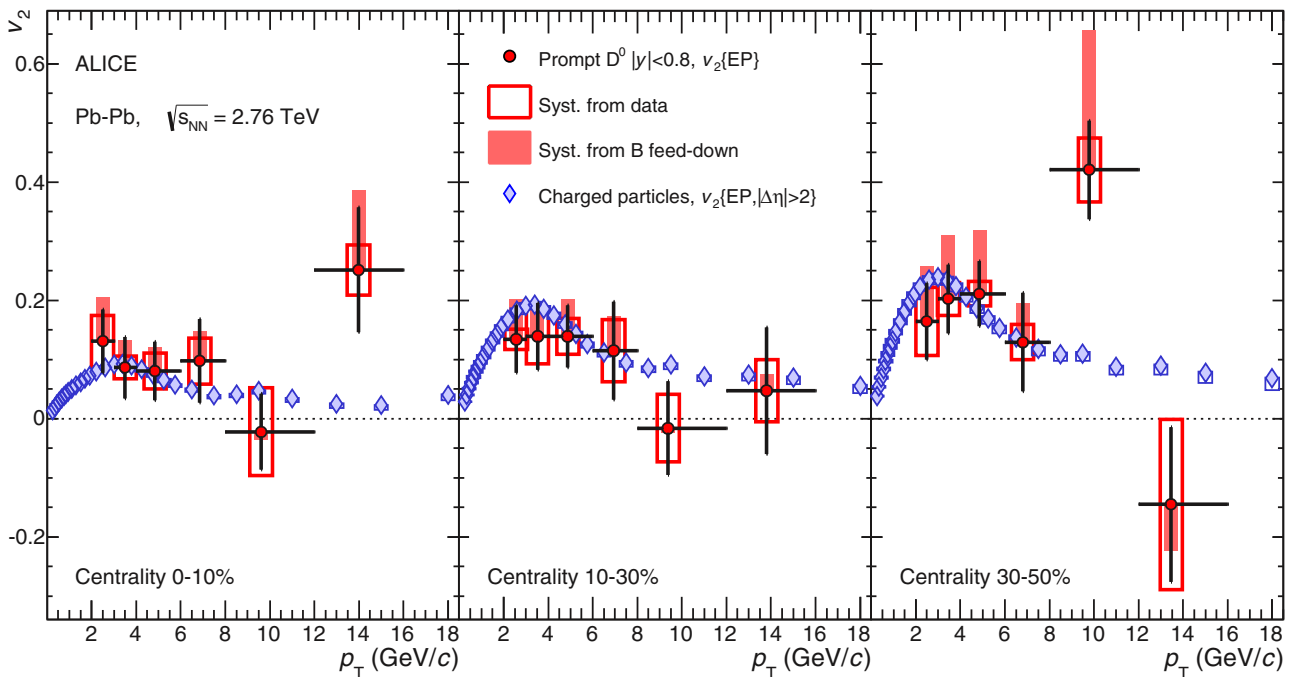 v₂
0.6
0.4
0.2
0
-0.2
ALICE
Pb-Pb, √sNN = 2.76 TeV
Prompt D⁰ |y|<0.8, v₂{EP}
Syst. from data
Syst. from B feed-down
Charged particles, v₂{EP,|Δη|>2}
Centrality 0-10%
Centrality 10-30%
Centrality 30-50%
2 4 6 8 10 12 14 16 18
2 4 6 8 10 12 14 16 18
2 4 6 8 10 12 14 16 18
pT (GeV/c)
pT (GeV/c)
pT (GeV/c)